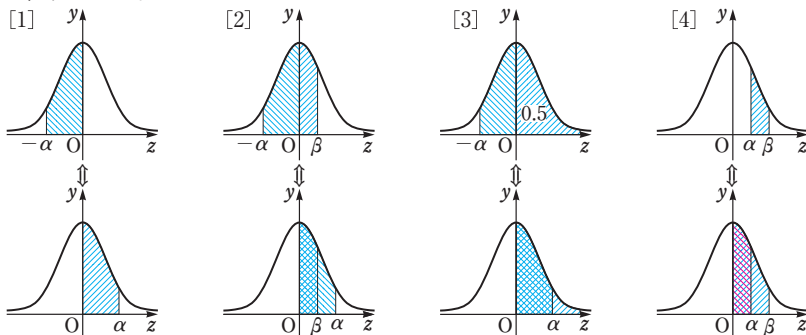 [1] [2] [3] [4]
y y y y
0.5
−α O z −α O β z −α O z O α β z
⇕ ⇕ ⇕ ⇕
y y y y
O α z O β α z O α z O α β z